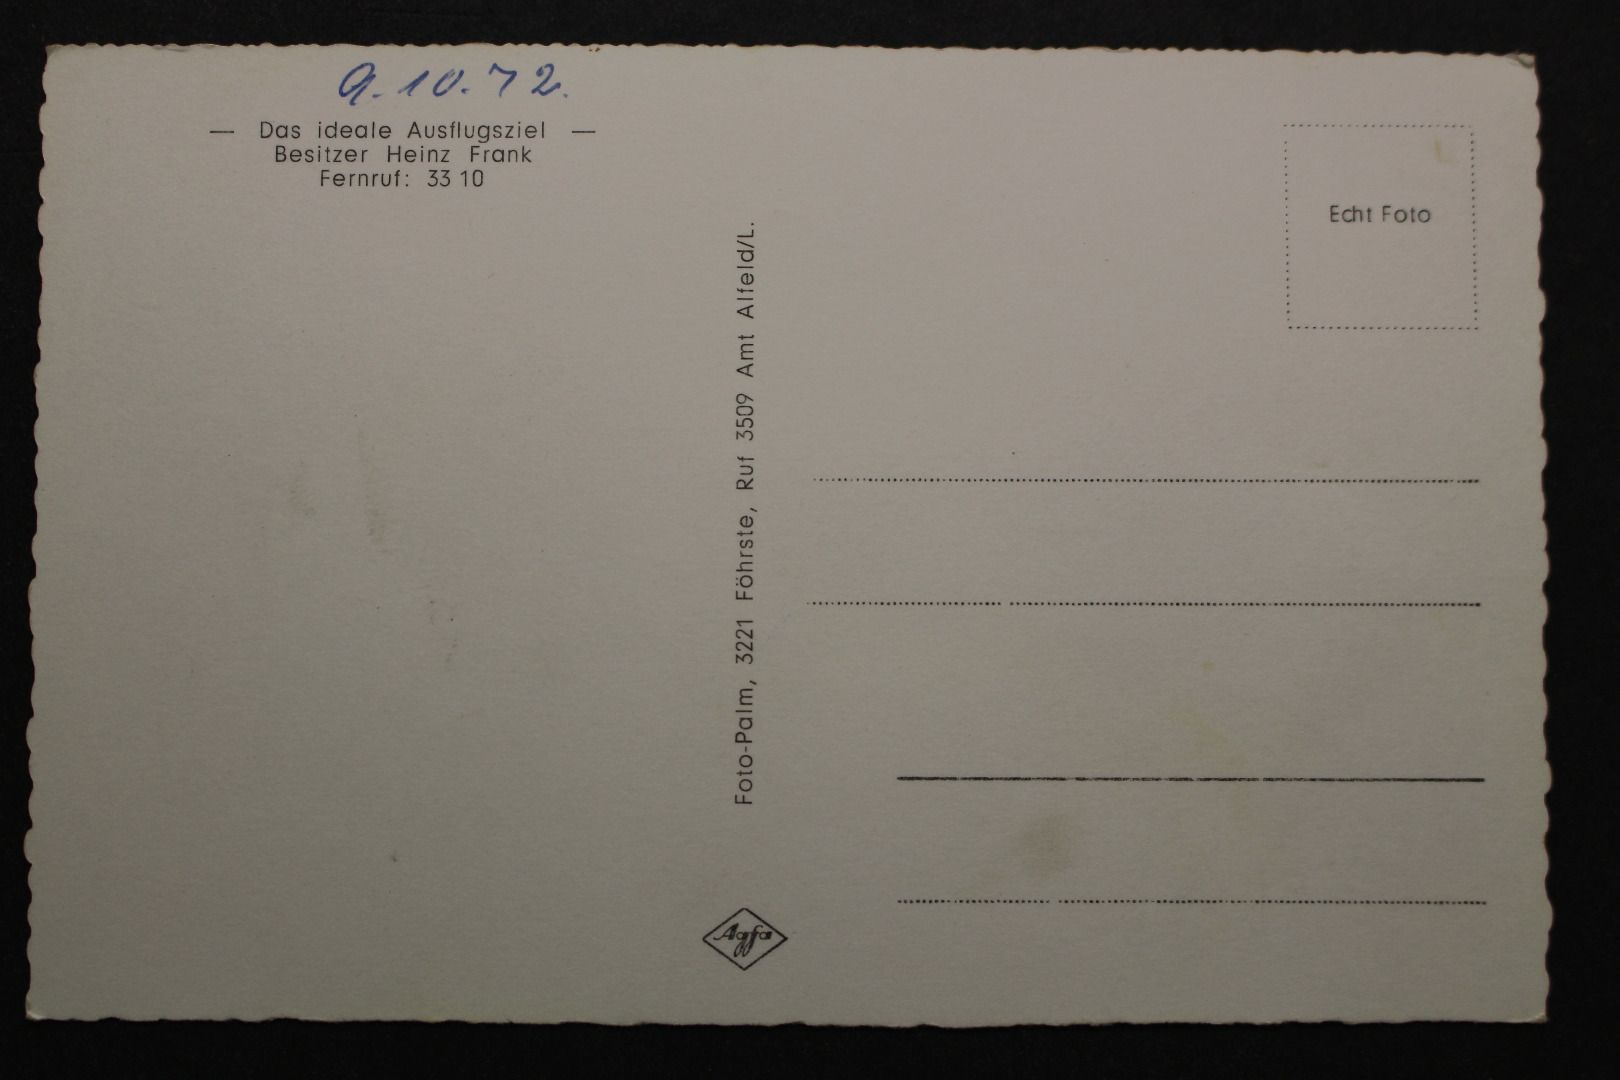 9.10.72.
— Das ideale Ausflugsziel —
Besitzer Heinz Frank
Fernruf: 33 10
Echt Foto
Foto-Palm, 3221 Föhrste, Ruf 3509 Amt Alfeld/L.
Agfa